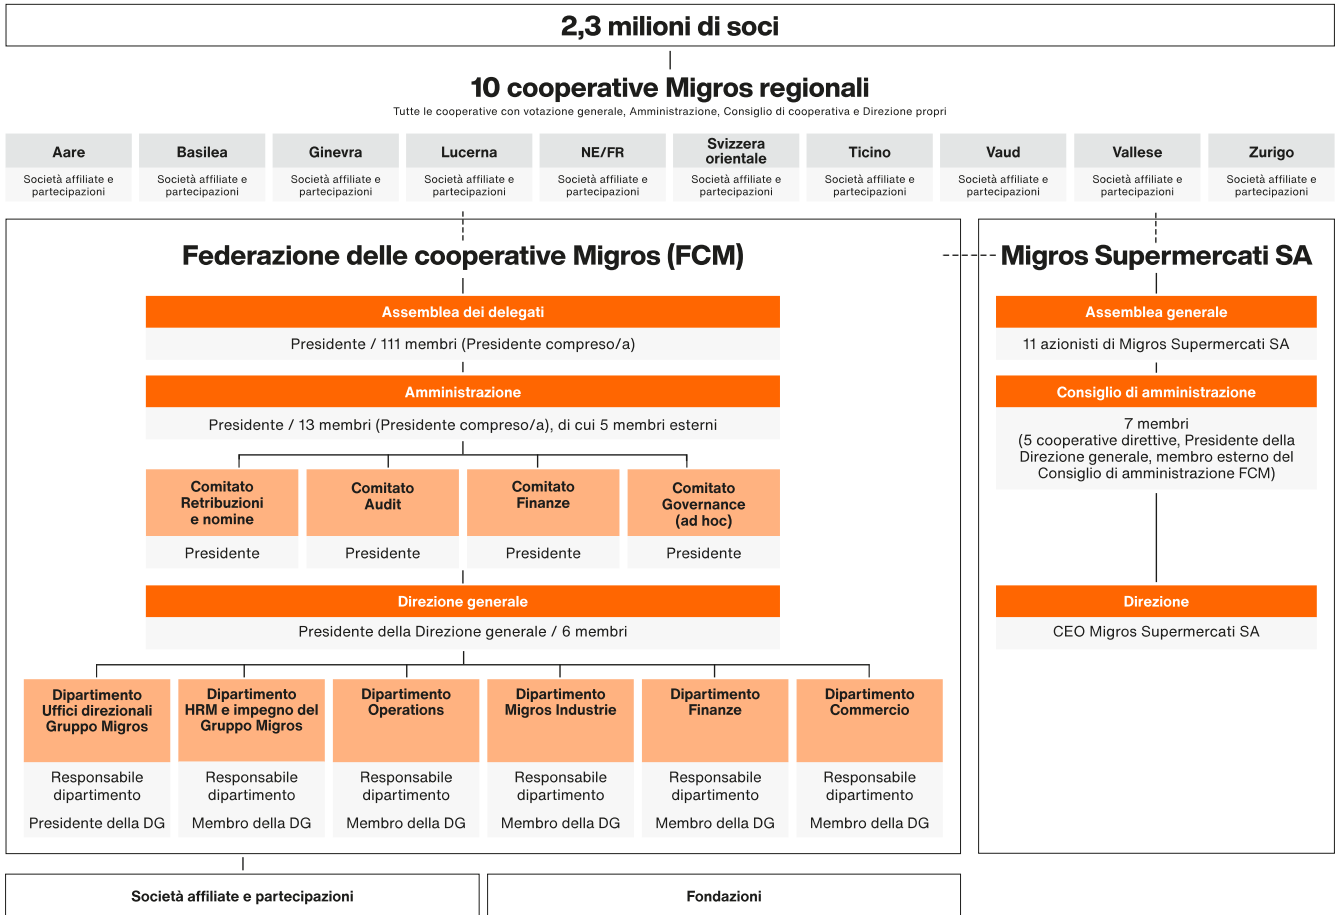 2,3 milioni di soci
10 cooperative Migros regionali
Tutte le cooperative con votazione generale, Amministrazione, Consiglio di cooperativa e Direzione propri
Aare
Società affiliate e
partecipazioni
Basilea
Società affiliate e
partecipazioni
Ginevra
Società affiliate e
partecipazioni
Lucerna
Società affiliate e
partecipazioni
NE/FR
Società affiliate e
partecipazioni
Svizzera
orientale
Società affiliate e
partecipazioni
Ticino
Società affiliate e
partecipazioni
Vaud
Società affiliate e
partecipazioni
Vallese
Società affiliate e
partecipazioni
Zurigo
Società affiliate e
partecipazioni
Federazione delle cooperative Migros (FCM)
Assemblea dei delegati
Presidente / 111 membri (Presidente compreso/a)
Amministrazione
Presidente / 13 membri (Presidente compreso/a), di cui 5 membri esterni
Comitato
Retribuzioni
e nomine
Presidente
Comitato
Audit
Presidente
Comitato
Finanze
Presidente
Comitato
Governance
(ad hoc)
Presidente
Direzione generale
Presidente della Direzione generale / 6 membri
Dipartimento
Uffici direzionali
Gruppo Migros
Responsabile
dipartimento
Presidente della DG
Dipartimento
HRM e impegno del
Gruppo Migros
Responsabile
dipartimento
Membro della DG
Dipartimento
Operations
Responsabile
dipartimento
Membro della DG
Dipartimento
Migros Industrie
Responsabile
dipartimento
Membro della DG
Dipartimento
Finanze
Responsabile
dipartimento
Membro della DG
Dipartimento
Commercio
Responsabile
dipartimento
Membro della DG
Migros Supermercati SA
Assemblea generale
11 azionisti di Migros Supermercati SA
Consiglio di amministrazione
7 membri
(5 cooperative direttive, Presidente della
Direzione generale, membro esterno del
Consiglio di amministrazione FCM)
Direzione
CEO Migros Supermercati SA
Società affiliate e partecipazioni
Fondazioni